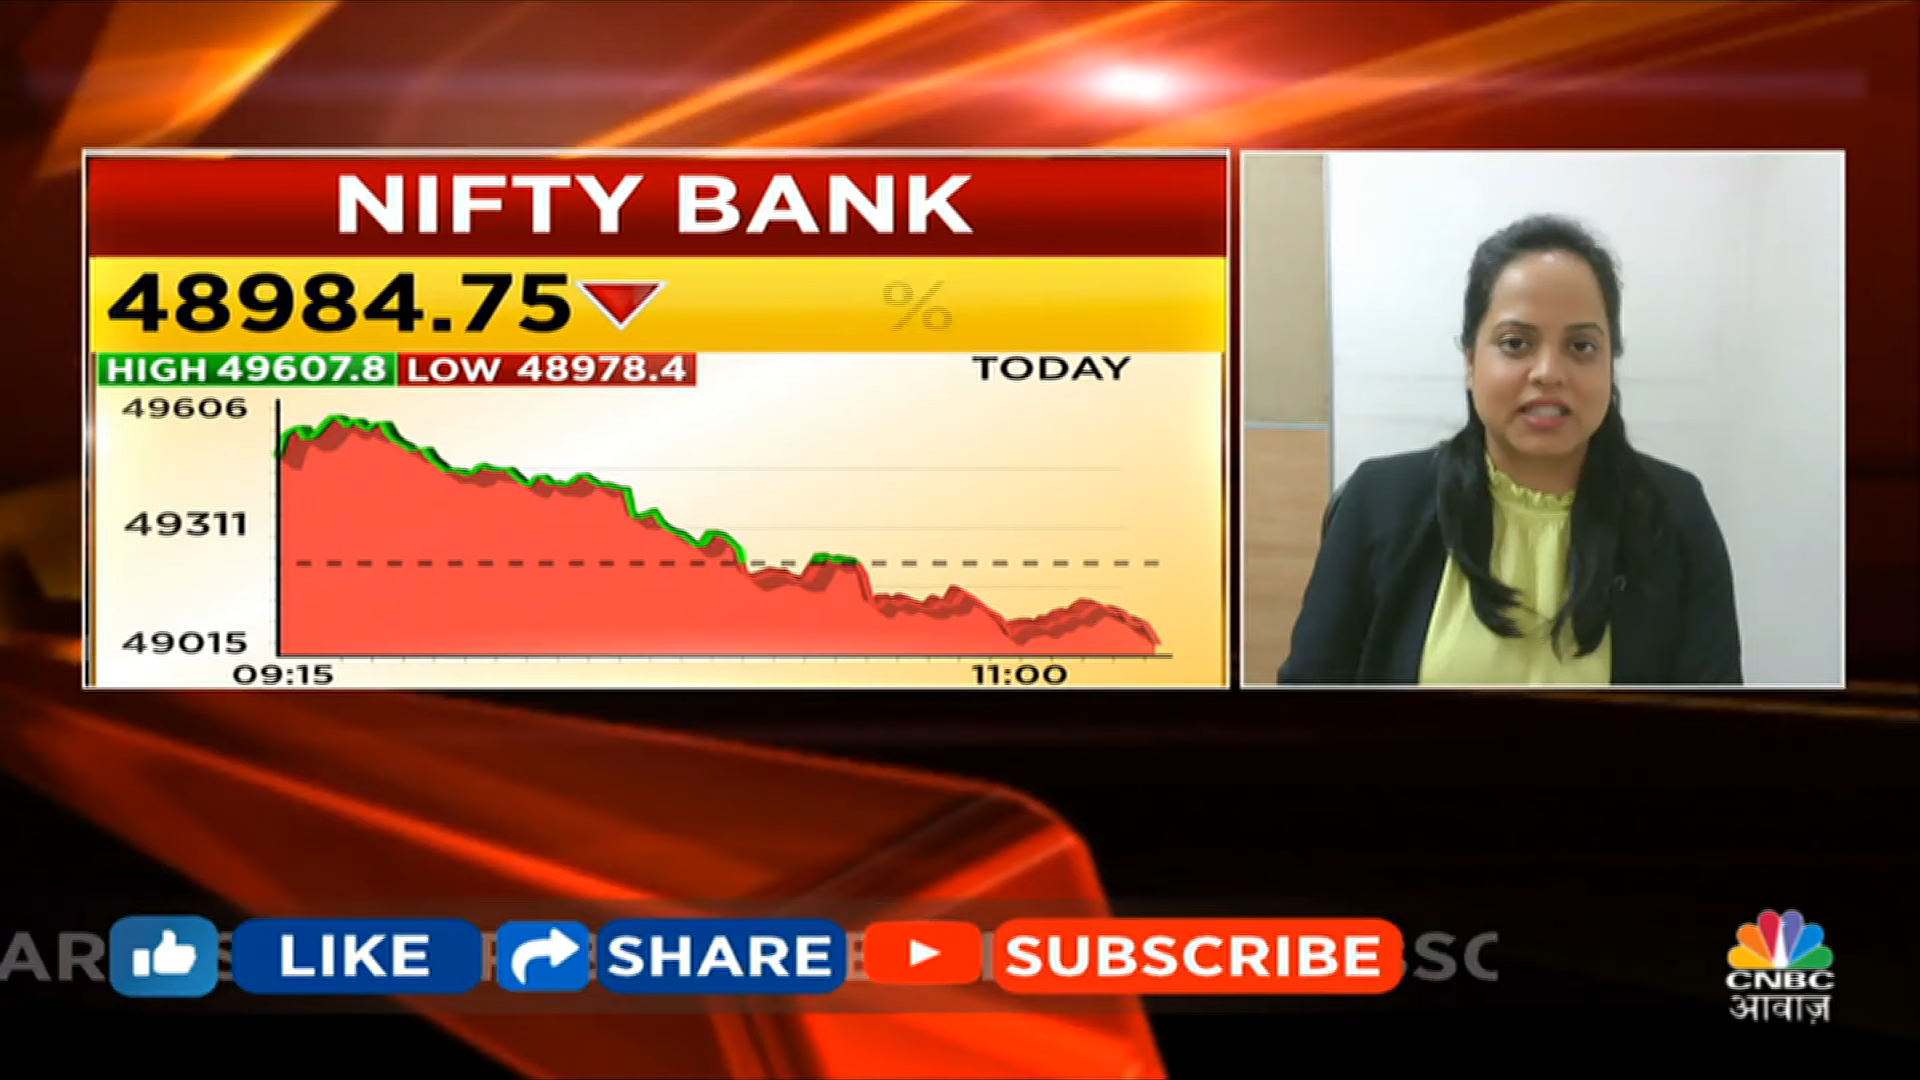 NIFTY BANK
48984.75
%
HIGH 49607.8 LOW 48978.4
TODAY
49606
49311
49015
09:15 11:00
LIKE SHARE SUBSCRIBE
CNBC
आवाज़